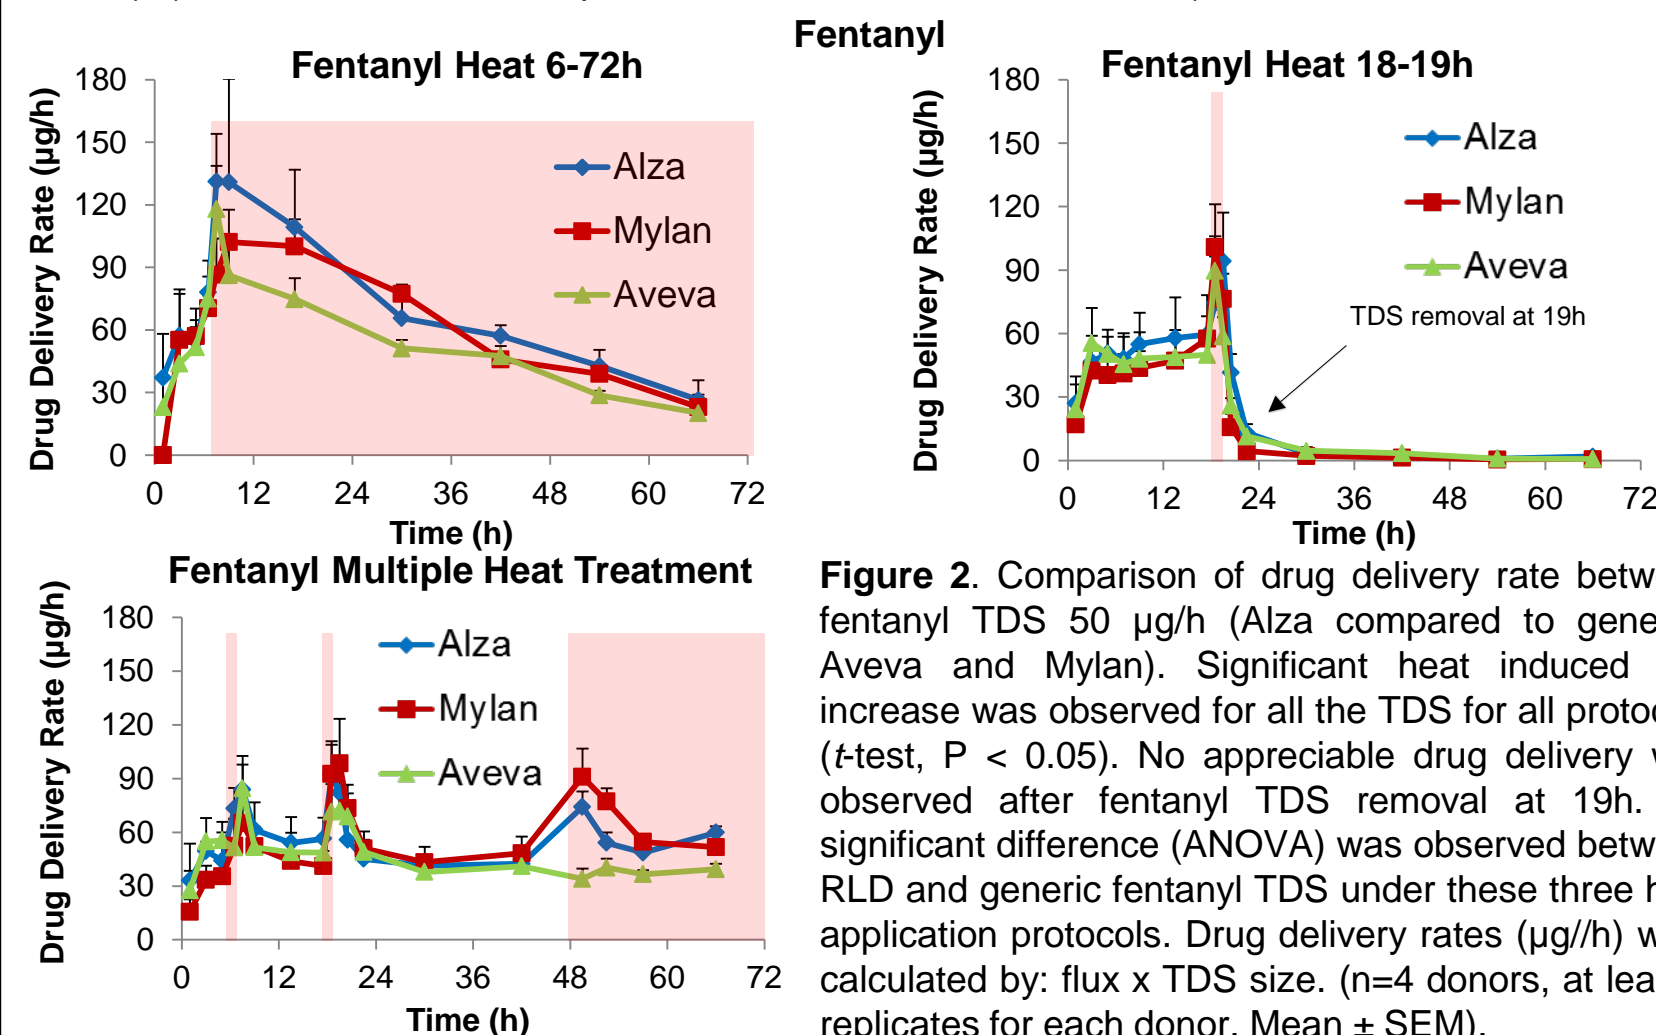 Fentanyl
Fentanyl Heat 6-72h
Drug Delivery Rate (µg/h)
180
150
120
90
60
30
0
0 12 24 36 48 60 72
Time (h)
Alza
Mylan
Aveva
Fentanyl Heat 18-19h
Drug Delivery Rate (µg/h)
180
150
120
90
60
30
0
0 12 24 36 48 60 72
Time (h)
Alza
Mylan
Aveva
TDS removal at 19h
Fentanyl Multiple Heat Treatment
Drug Delivery Rate (µg/h)
180
150
120
90
60
30
0
0 12 24 36 48 60 72
Time (h)
Alza
Mylan
Aveva
Figure 2. Comparison of drug delivery rate betw
fentanyl TDS 50 µg/h (Alza compared to gene
Aveva and Mylan). Significant heat induced
increase was observed for all the TDS for all protoc
(t-test, P < 0.05). No appreciable drug delivery w
observed after fentanyl TDS removal at 19h.
significant difference (ANOVA) was observed betw
RLD and generic fentanyl TDS under these three h
application protocols. Drug delivery rates (µg//h) w
calculated by: flux x TDS size. (n=4 donors, at lea
replicates for each donor. Mean ± SEM).